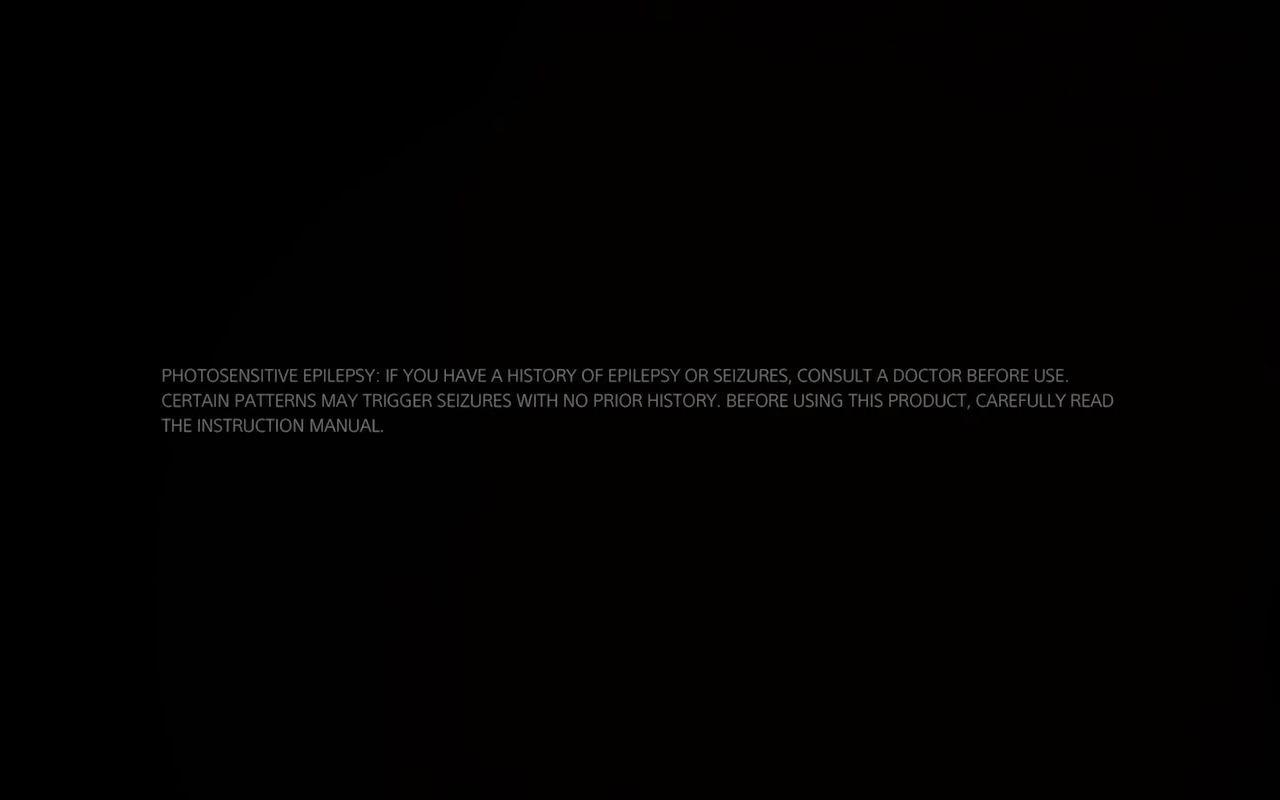 PHOTOSENSITIVE EPILEPSY: IF YOU HAVE A HISTORY OF EPILEPSY OR SEIZURES, CONSULT A DOCTOR BEFORE USE.
CERTAIN PATTERNS MAY TRIGGER SEIZURES WITH NO PRIOR HISTORY. BEFORE USING THIS PRODUCT, CAREFULLY READ
THE INSTRUCTION MANUAL.